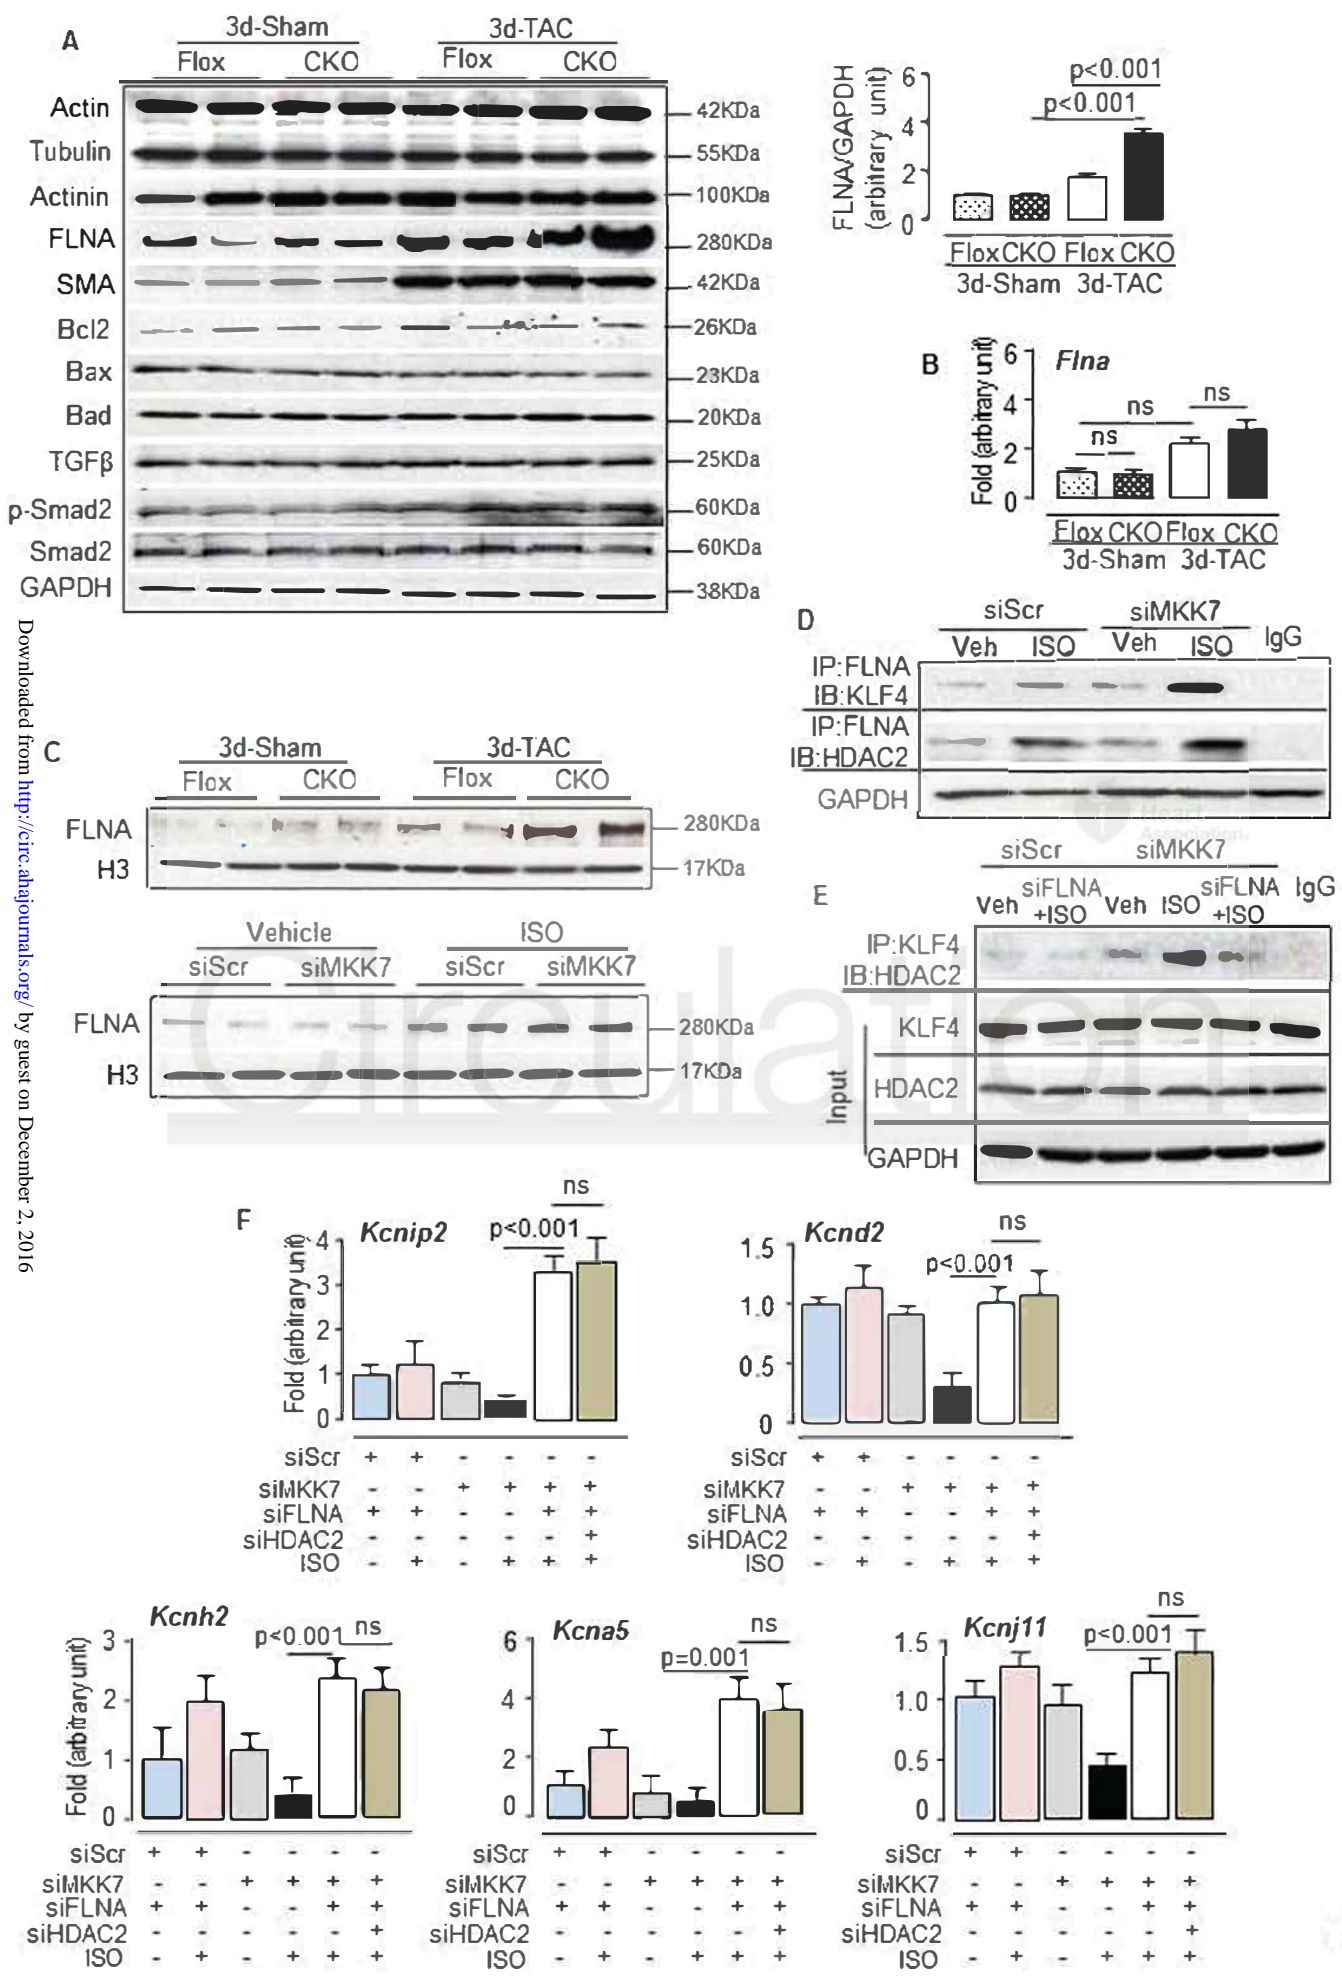 A
3d-Sham
3d-TAC
Flox
CKO
Flox
CKO
Actin
42KDa
Tubulin
55KDa
Actinin
100KDa
FLNA
280KDa
SMA
42KDa
Bcl2
26KDa
Bax
23KDa
Bad
20KDa
TGFβ
25KDa
p-Smad2
60KDa
Smad2
60KDa
GAPDH
38KDa
FLNA/GAPDH
(arbitrary unit)
6
4
2
0
p<0.001
p<0.001
Flox CKO Flox CKO
3d-Sham 3d-TAC
B
Flna
Fold (arbitrary unit)
6
4
2
0
ns
ns
ns
Flox CKO Flox CKO
3d-Sham 3d-TAC
C
3d-Sham
3d-TAC
Flox
CKO
Flox
CKO
FLNA
280KDa
H3
17KDa
Vehicle
ISO
siScr
siMKK7
siScr
siMKK7
FLNA
280KDa
H3
17KDa
D
siScr
siMKK7
Veh
ISO
Veh
ISO
IgG
IP:FLNA
IB:KLF4
IP:FLNA
IB:HDAC2
GAPDH
Heart
Association
E
siScr
siMKK7
Veh
siFLNA
+ISO
Veh
ISO
siFLNA
+ISO
IgG
IP:KLF4
IB:HDAC2
Input
KLF4
HDAC2
GAPDH
Circulation
Downloaded from http://circ.ahajournals.org/ by guest on December 2, 2016
F
Kcnip2
Fold (arbitrary unit)
4
3
2
1
0
p<0.001
ns
siScr + + - - - -
siMKK7 - - + + + +
siFLNA + + - - + +
siHDAC2 - - - - - +
ISO - + - + + +
Kcnd2
1.5
1.0
0.5
0
p<0.001
ns
siScr + + - - - -
siMKK7 - - + + + +
siFLNA + + - - + +
siHDAC2 - - - - - +
ISO - + - + + +
Kcnh2
Fold (arbitrary unit)
3
2
1
0
p<0.001
ns
siScr + + - - - -
siMKK7 - - + + + +
siFLNA + + - - + +
siHDAC2 - - - - - +
ISO - + - + + +
Kcna5
6
4
2
0
p=0.001
ns
siScr + + - - - -
siMKK7 - - + + + +
siFLNA + + - - + +
siHDAC2 - - - - - +
ISO - + - + + +
Kcnj11
1.5
1.0
0.5
0
p<0.001
ns
siScr + + - - - -
siMKK7 - - + + + +
siFLNA + + - - + +
siHDAC2 - - - - - +
ISO - + - + + +